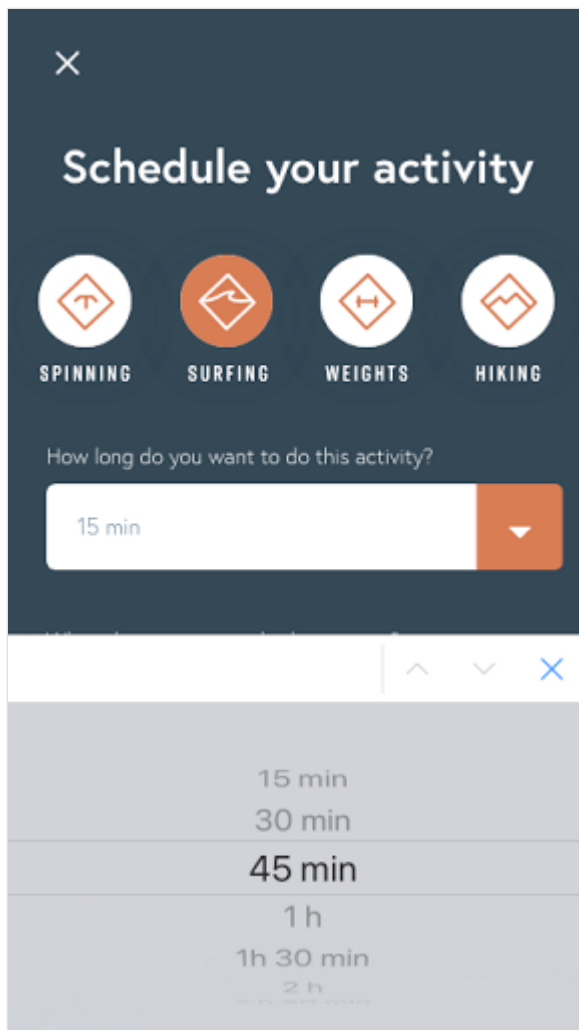 Schedule your activity
SPINNING SURFING WEIGHTS HIKING
How long do you want to do this activity?
15 min
15 min
30 min
45 min
1 h
1h 30 min
2 h